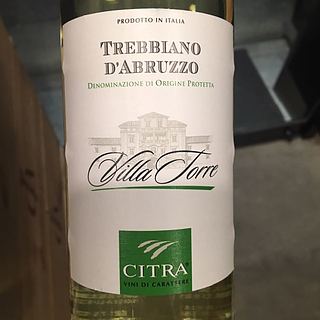 PRODOTTO IN ITALIA
TREBBIANO
D'ABRUZZO
DENOMINAZIONE DI ORIGINE PROTETTA
Villa Torre
CITRA®
VINI DI CARATTERE